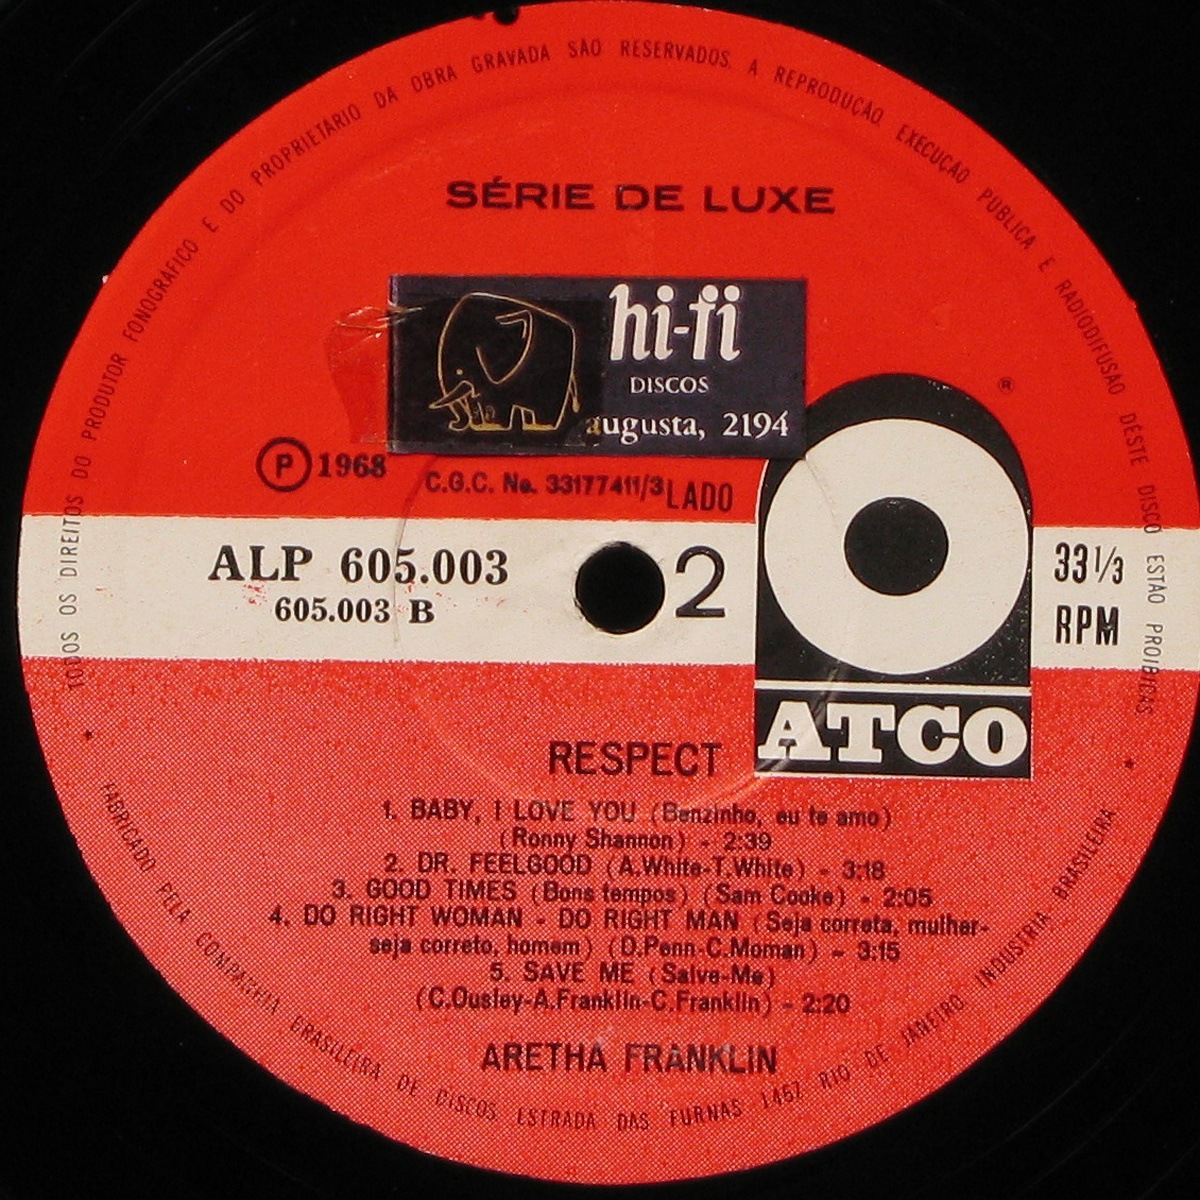 TODOS OS DIREITOS DO PRODUTOR FONOGRÁFICO E DO PROPRIETÁRIO DA OBRA GRAVADA SÃO RESERVADOS. A REPRODUÇÃO EXECUÇÃO PÚBLICA E RADIODIFUSÃO DÊSTE DISCO ESTÃO PROIBIDAS
SÉRIE DE LUXE
hi-fi
DISCOS
augusta, 2194
®
Ⓟ 1968
C.G.C. No. 33177411/3
LADO
ALP 605.003
2
33 1/3
605.003 B
RPM
ATCO
RESPECT
1. BABY, I LOVE YOU (Benzinho, eu te amo)
(Ronny Shannon) - 2:39
2. DR. FEELGOOD (A.White-T.White) - 3:18
3. GOOD TIMES (Bons tempos) (Sam Cooke) - 2:05
4. DO RIGHT WOMAN - DO RIGHT MAN (Seja correta, mulher-
seja correto, homem) (D.Penn-C.Moman) - 3:15
5. SAVE ME (Salve-Me)
(C.Ousley-A.Franklin-C.Franklin) - 2:20
ARETHA FRANKLIN
FABRICADO PELA COMPANHIA BRASILEIRA DE DISCOS ESTRADA DAS FURNAS 1467 RIO DE JANEIRO INDUSTRIA BRASILEIRA